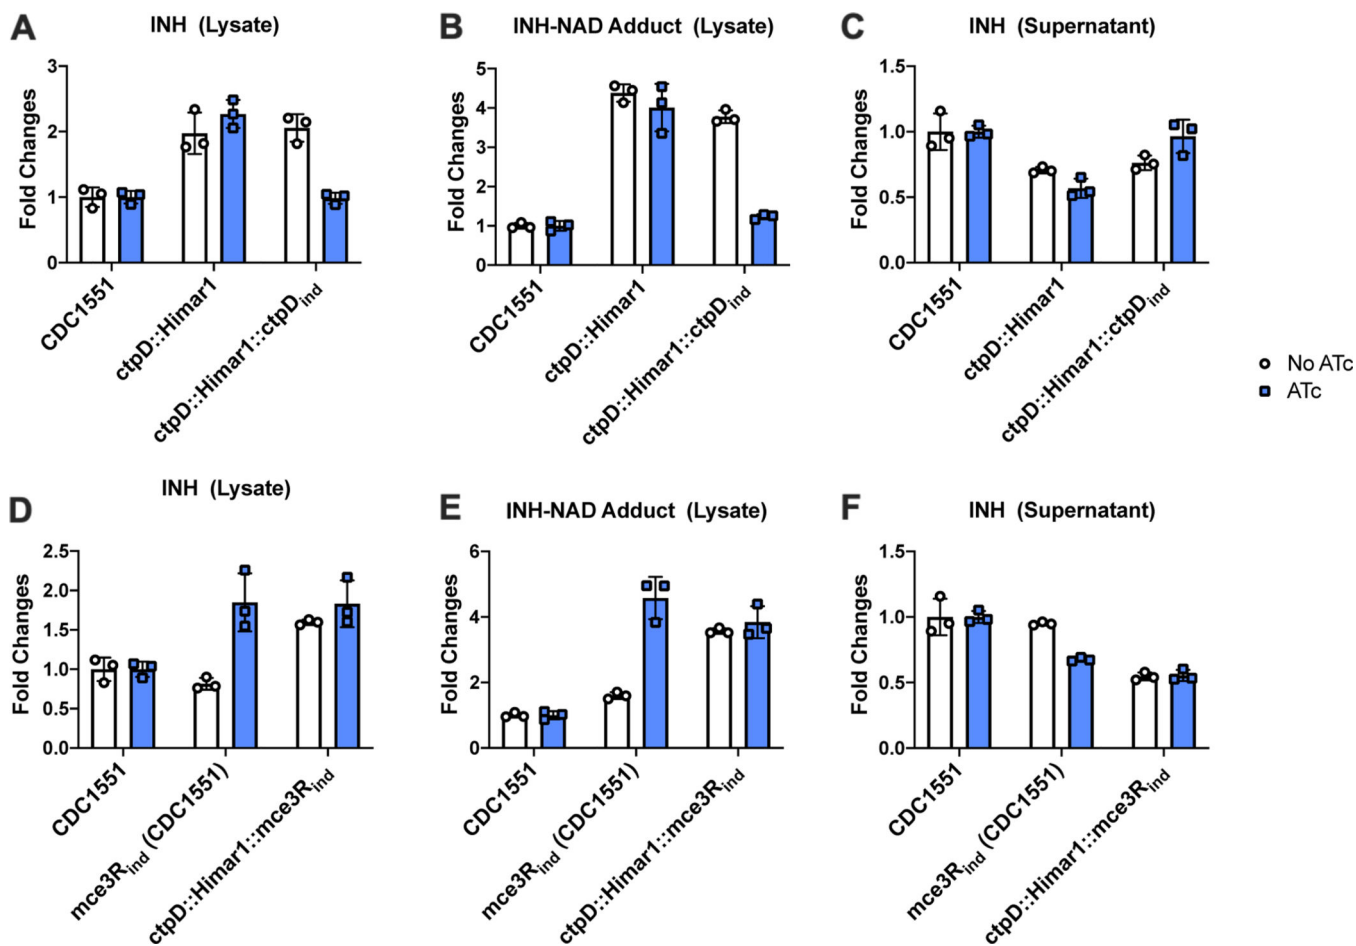 A
INH (Lysate)
Fold Changes
3
2
1
0
CDC1551
ctpD::Himar1
ctpD::Himar1::ctpDind
B
INH-NAD Adduct (Lysate)
Fold Changes
5
4
3
2
1
0
CDC1551
ctpD::Himar1
ctpD::Himar1::ctpDind
C
INH (Supernatant)
Fold Changes
1.5
1.0
0.5
0.0
CDC1551
ctpD::Himar1
ctpD::Himar1::ctpDind
No ATc
ATc
D
INH (Lysate)
Fold Changes
2.5
2.0
1.5
1.0
0.5
0.0
CDC1551
mce3Rind (CDC1551)
ctpD::Himar1::mce3Rind
E
INH-NAD Adduct (Lysate)
Fold Changes
6
4
2
0
CDC1551
mce3Rind (CDC1551)
ctpD::Himar1::mce3Rind
F
INH (Supernatant)
Fold Changes
1.5
1.0
0.5
0.0
CDC1551
mce3Rind (CDC1551)
ctpD::Himar1::mce3Rind